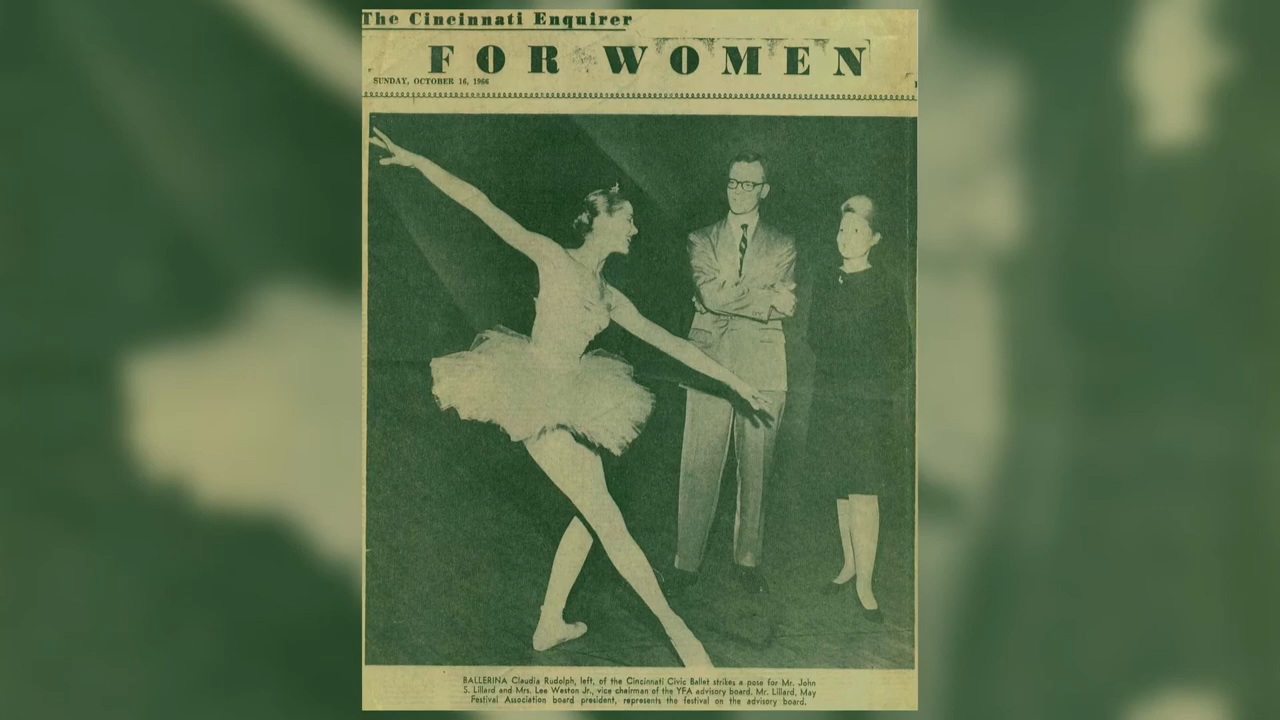 The Cincinnati Enquirer
FOR WOMEN
SUNDAY, OCTOBER 16, 1966
BALLERINA Claudia Rudolph, left, of the Cincinnati Civic Ballet strikes a pose for Mr. John
S. Lillard and Mrs. Lee Weston Jr., vice chairman of the YFA advisory board. Mr. Lillard, May
Festival Association board president, represents the festival on the advisory board.